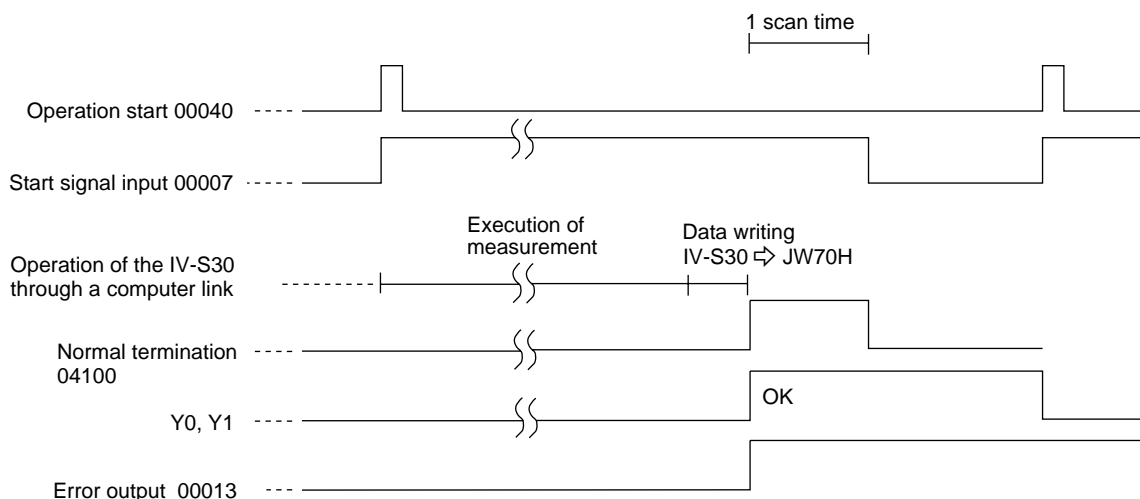 1 scan time
Operation start 00040
Start signal input 00007
Execution of
measurement
Data writing
IV-S30 ⇨ JW70H
Operation of the IV-S30
through a computer link
Normal termination
04100
OK
Y0, Y1
Error output 00013